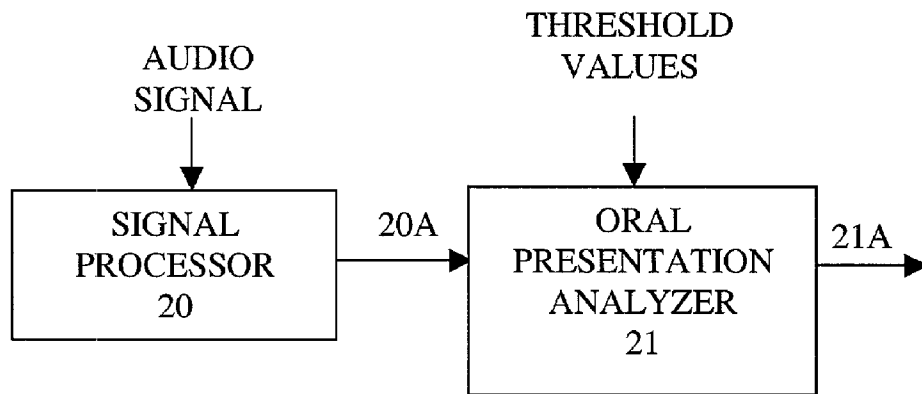 AUDIO
SIGNAL
THRESHOLD
VALUES
SIGNAL
PROCESSOR
20
20A
ORAL
PRESENTATION
ANALYZER
21
21A